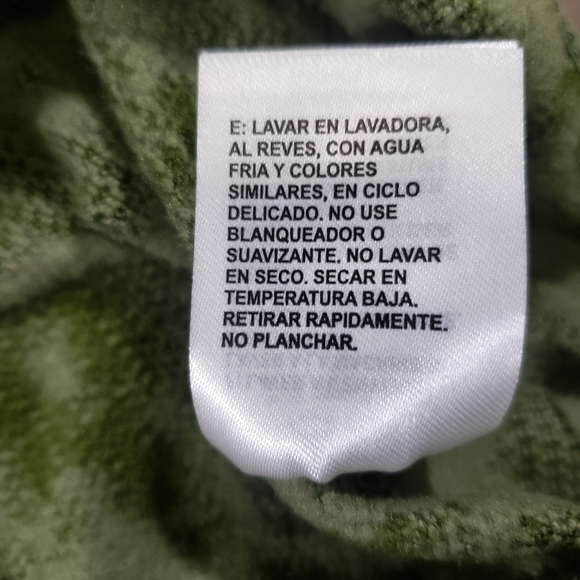 E: LAVAR EN LAVADORA,
AL REVES, CON AGUA
FRIA Y COLORES
SIMILARES, EN CICLO
DELICADO. NO USE
BLANQUEADOR O
SUAVIZANTE. NO LAVAR
EN SECO. SECAR EN
TEMPERATURA BAJA.
RETIRAR RAPIDAMENTE.
NO PLANCHAR.